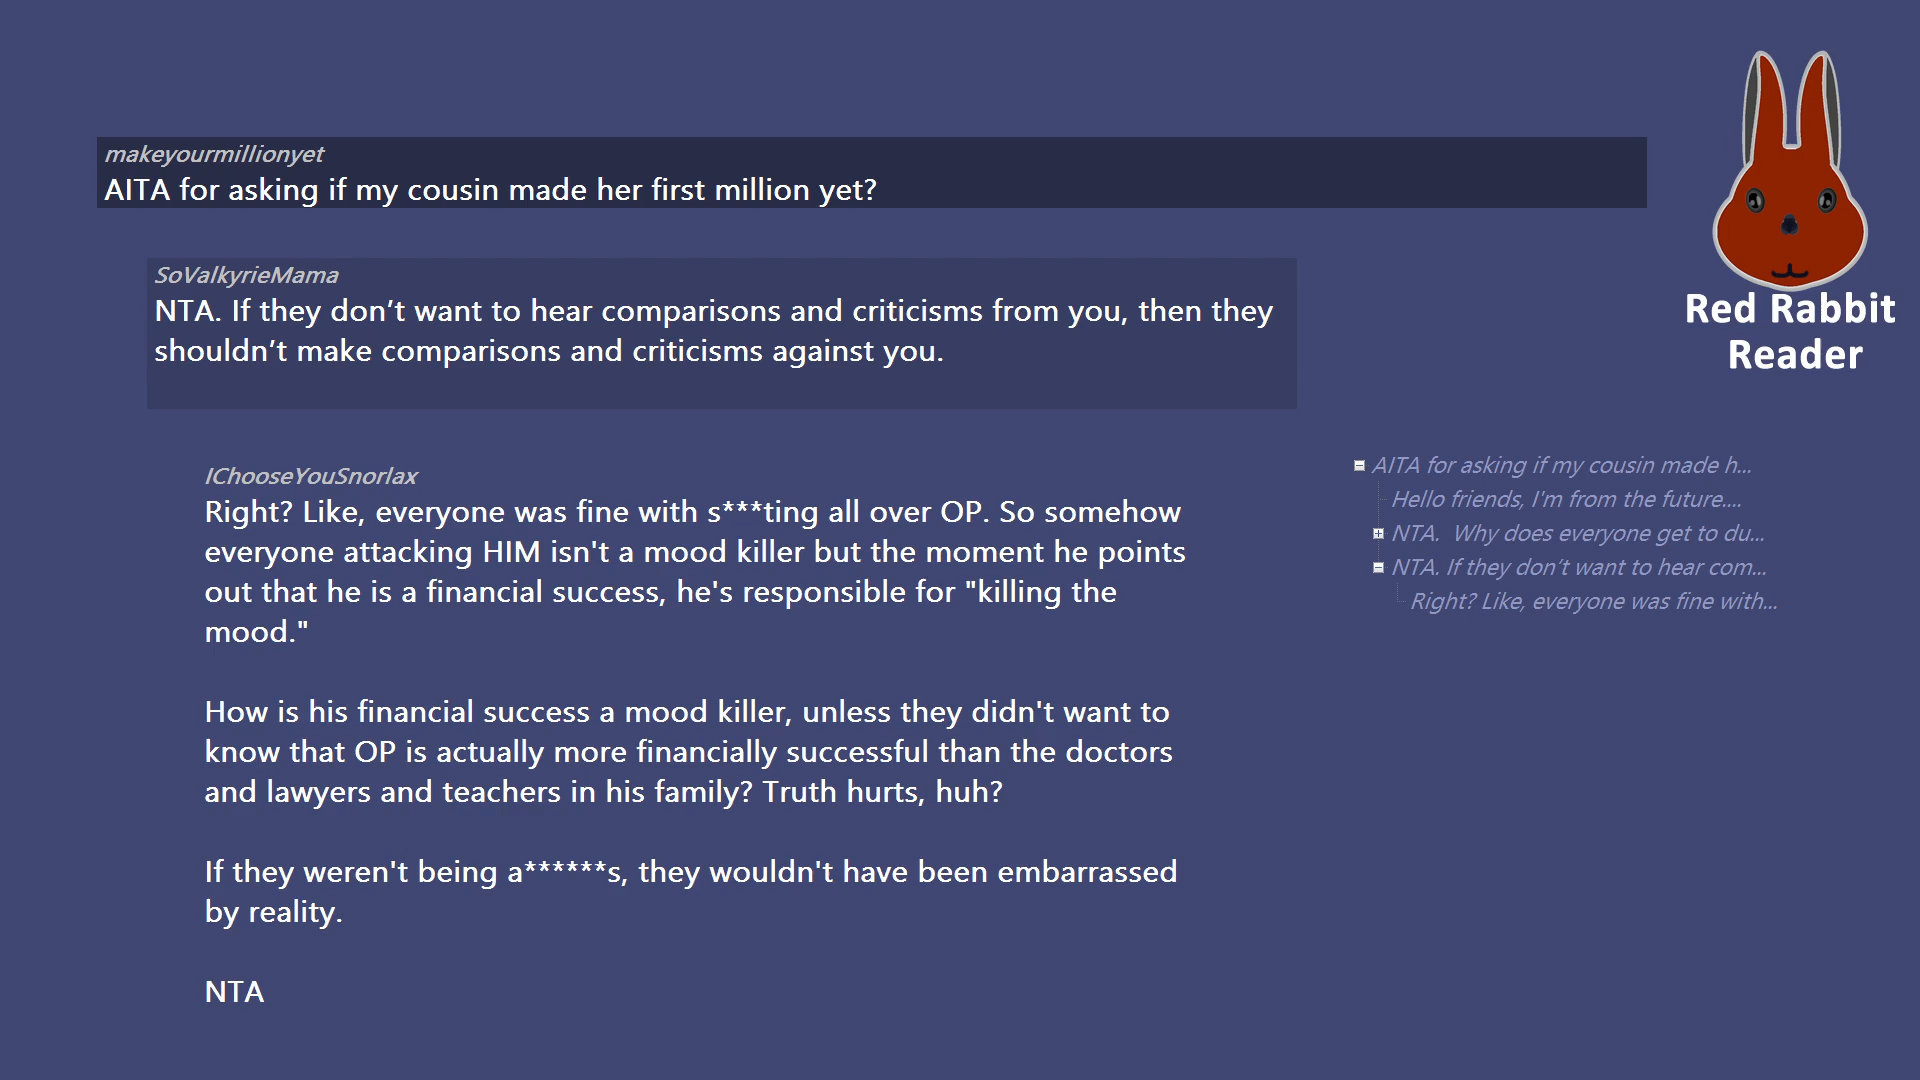 makeyourmillionyet
AITA for asking if my cousin made her first million yet?
SoValkyrieMama
NTA. If they don’t want to hear comparisons and criticisms from you, then they
shouldn’t make comparisons and criticisms against you.
IChooseYouSnorlax
Right? Like, everyone was fine with s***ting all over OP. So somehow
everyone attacking HIM isn't a mood killer but the moment he points
out that he is a financial success, he's responsible for "killing the
mood."
How is his financial success a mood killer, unless they didn't want to
know that OP is actually more financially successful than the doctors
and lawyers and teachers in his family? Truth hurts, huh?
If they weren't being a******s, they wouldn't have been embarrassed
by reality.
NTA
Red Rabbit
Reader
AITA for asking if my cousin made h...
Hello friends, I'm from the future....
NTA.  Why does everyone get to du...
NTA. If they don’t want to hear com...
Right? Like, everyone was fine with...